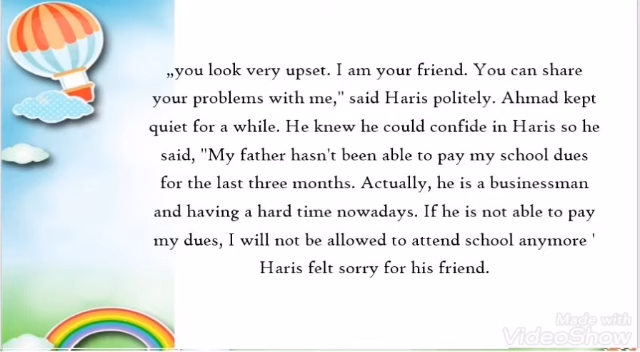 „you look very upset. I am your friend. You can share
your problems with me," said Haris politely. Ahmad kept
quiet for a while. He knew he could confide in Haris so he
said, "My father hasn't been able to pay my school dues
for the last three months. Actually, he is a businessman
and having a hard time nowadays. If he is not able to pay
my dues, I will not be allowed to attend school anymore '
Haris felt sorry for his friend.
Made with
VideoShow